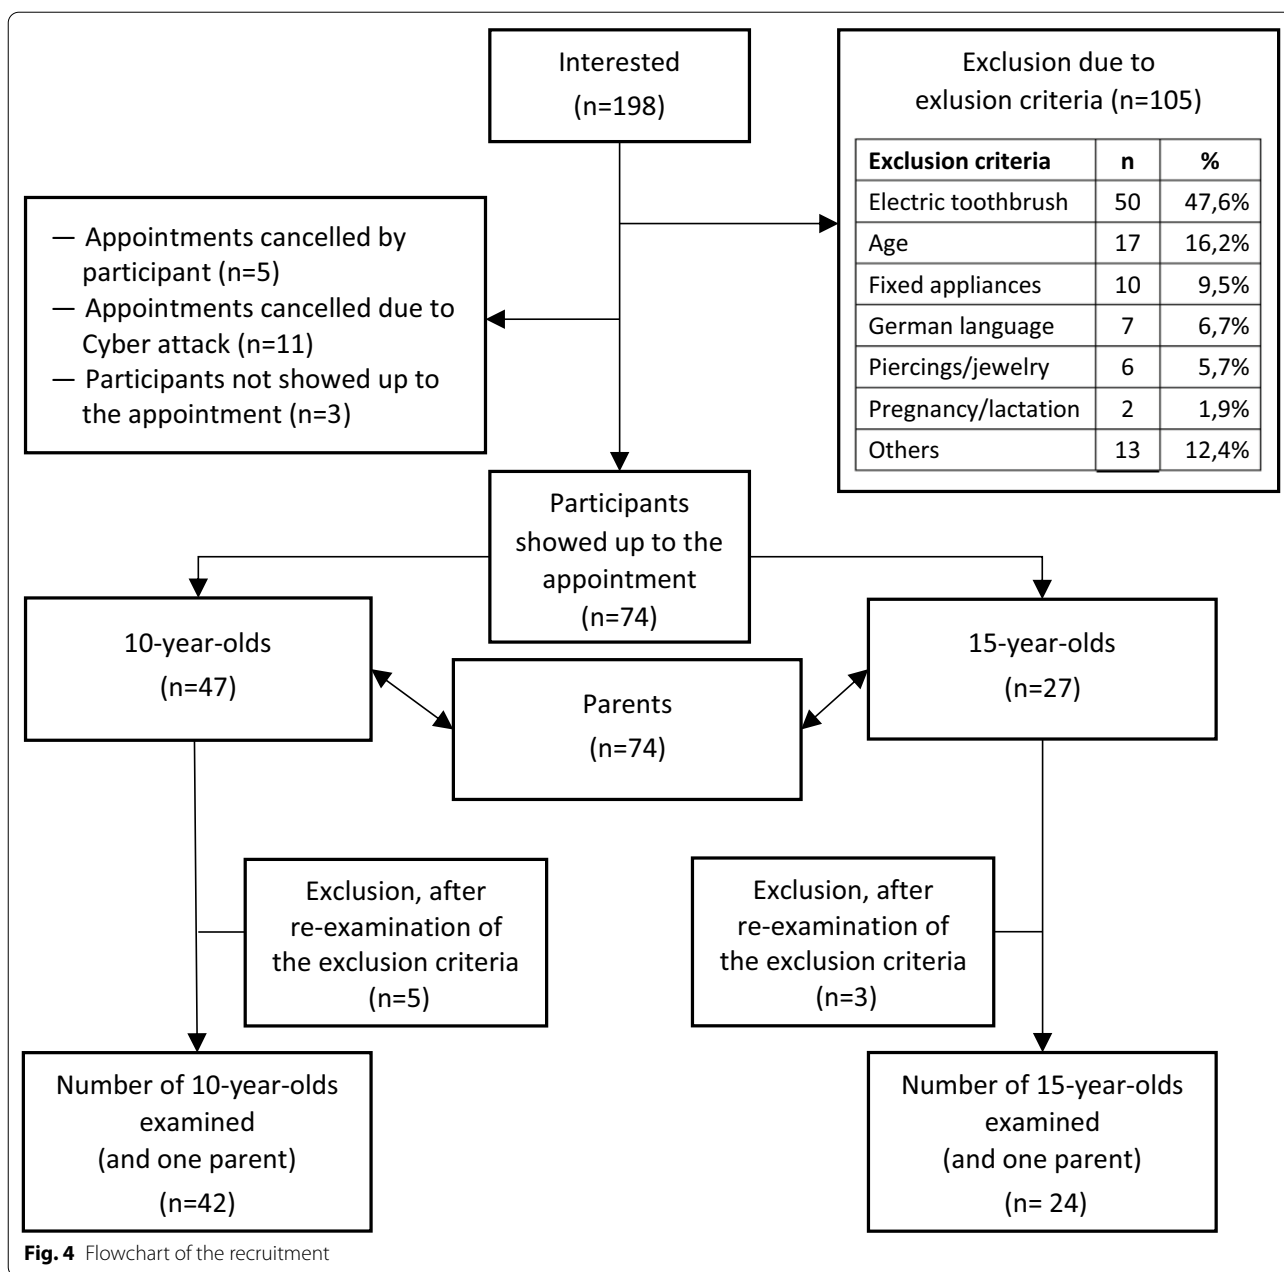 Interested
(n=198)
Exclusion due to
exlusion criteria (n=105)
Exclusion criteria n %
Electric toothbrush 50 47,6%
Age 17 16,2%
Fixed appliances 10 9,5%
German language 7 6,7%
Piercings/jewelry 6 5,7%
Pregnancy/lactation 2 1,9%
Others 13 12,4%
— Appointments cancelled by
participant (n=5)
— Appointments cancelled due to
Cyber attack (n=11)
— Participants not showed up to
the appointment (n=3)
Participants
showed up to the
appointment
(n=74)
10-year-olds
(n=47)
15-year-olds
(n=27)
Parents
(n=74)
Exclusion, after
re-examination of
the exclusion criteria
(n=5)
Exclusion, after
re-examination of
the exclusion criteria
(n=3)
Number of 10-year-olds
examined
(and one parent)
(n=42)
Number of 15-year-olds
examined
(and one parent)
(n= 24)
Fig. 4 Flowchart of the recruitment